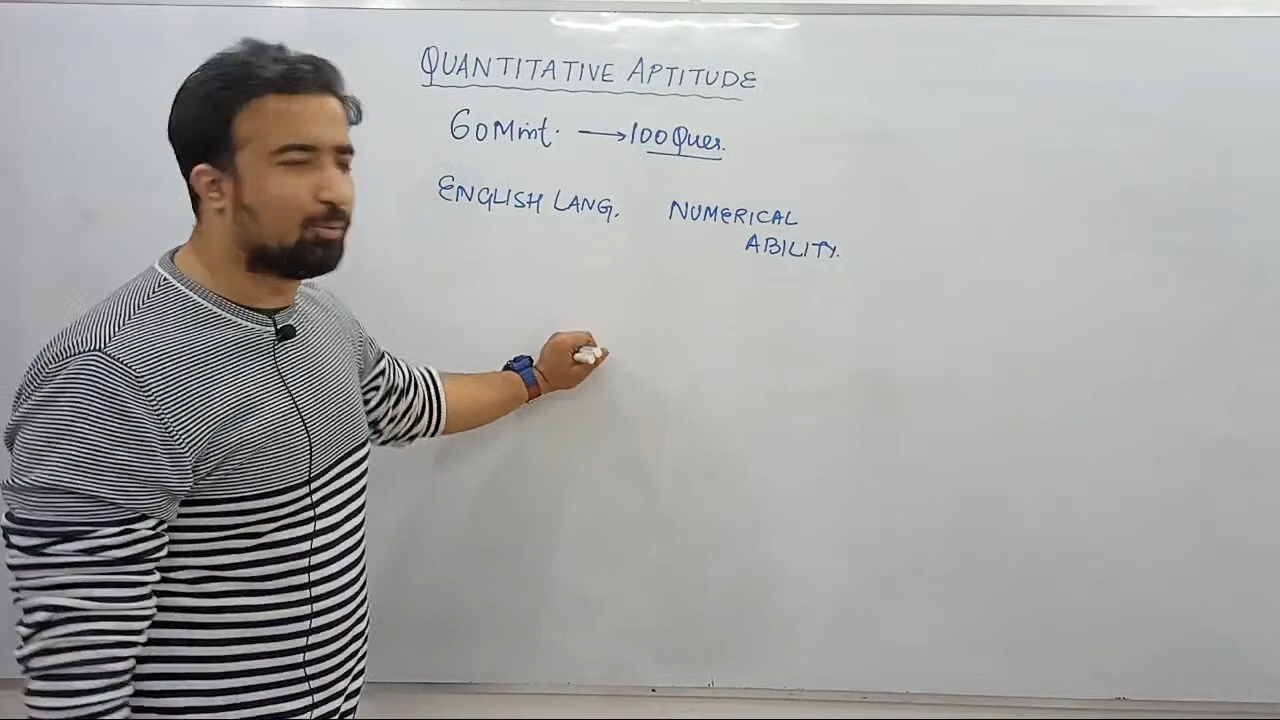 QUANTITATIVE APTITUDE
60 Mint. → 100 Ques.
ENGLISH LANG. NUMERICAL
ABILITY.